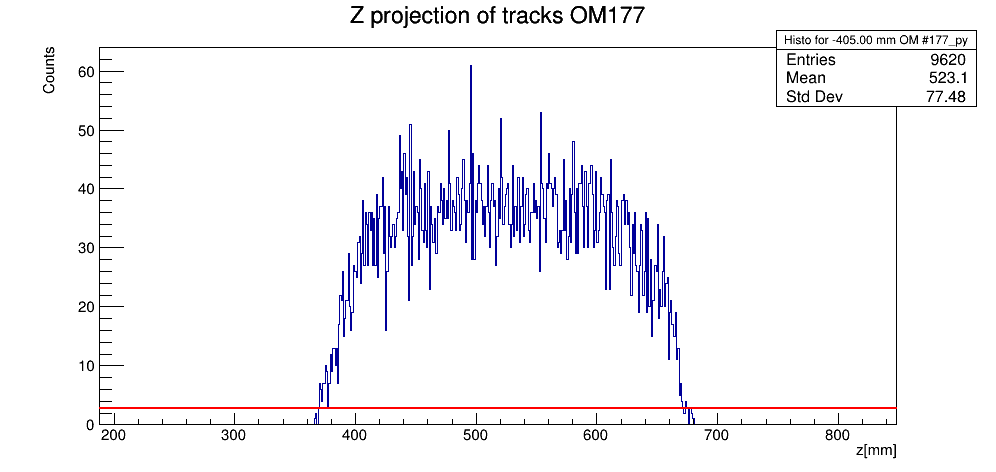 Z projection of tracks OM177
Histo for -405.00 mm OM #177_py
Entries 9620
Mean 523.1
Std Dev 77.48
Counts
60
50
40
30
20
10
0
200 300 400 500 600 700 800
z[mm]